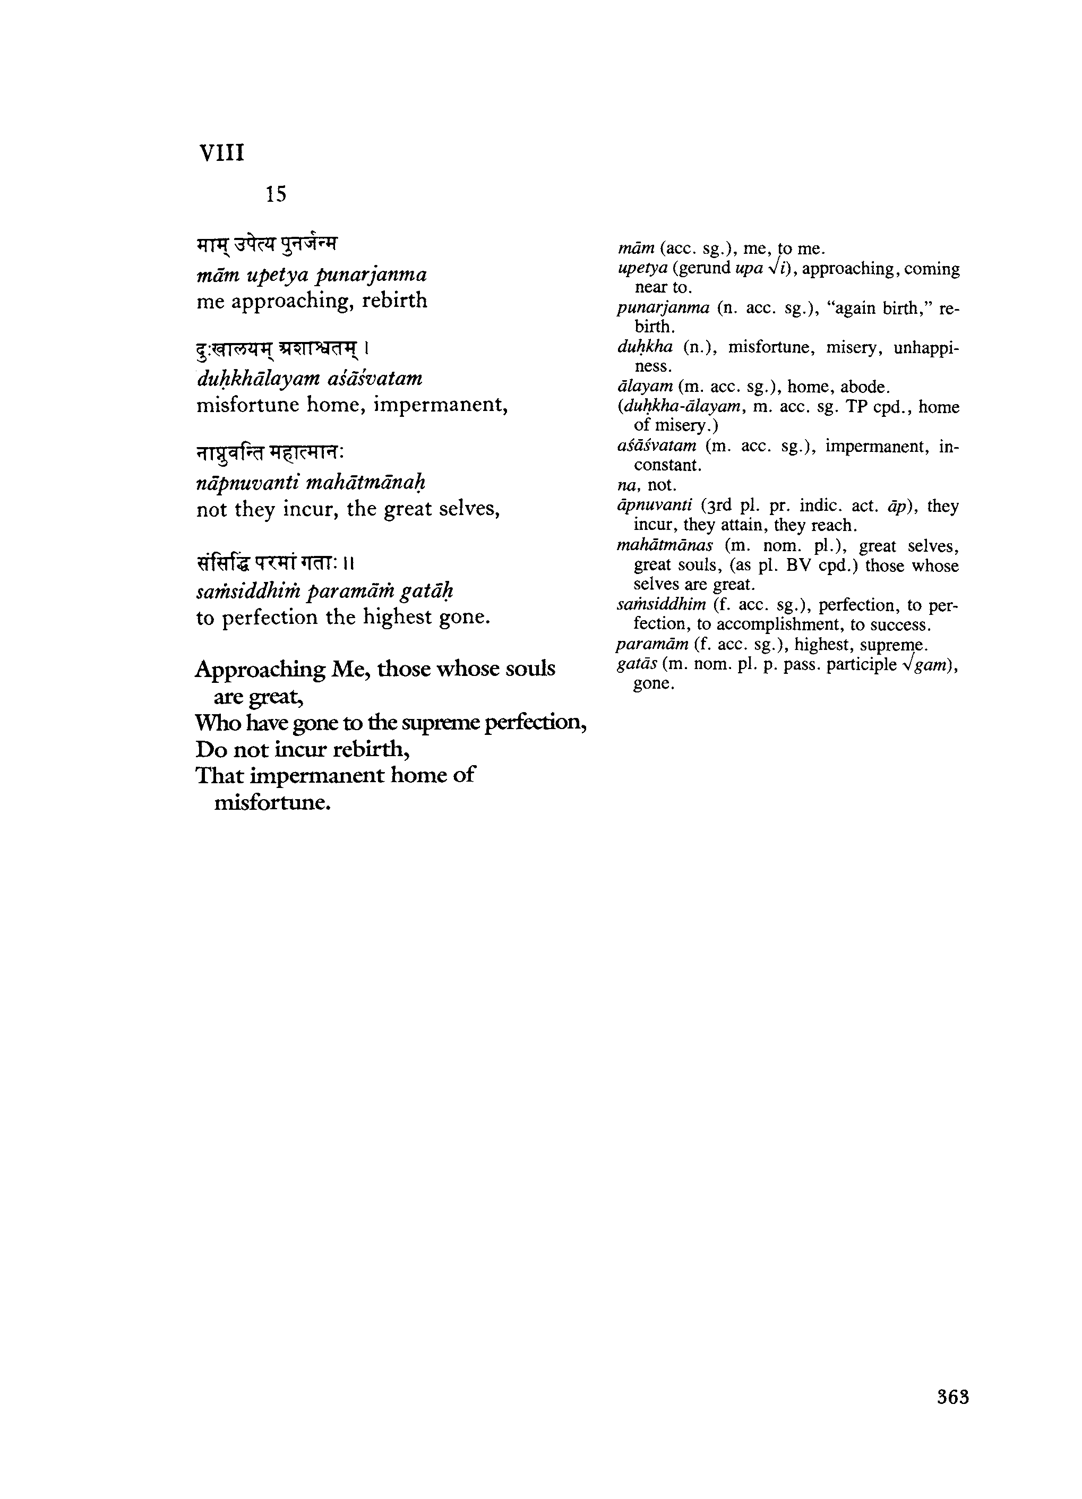 VIII
15
माम् उपेत्य पुनर्जन्म
mām upetya punarjanma
me approaching, rebirth
दुःखालयम् अशाश्वतम् ।
duḥkhālayam aśāśvatam
misfortune home, impermanent,
नाप्नुवन्ति महात्मानः
nāpnuvanti mahātmānaḥ
not they incur, the great selves,
संसिद्धिं परमां गताः ॥
saṁsiddhiṁ paramāṁ gatāḥ
to perfection the highest gone.
Approaching Me, those whose souls
are great,
Who have gone to the supreme perfection,
Do not incur rebirth,
That impermanent home of
misfortune.
mām (acc. sg.), me, to me.
upetya (gerund upa √i), approaching, coming
near to.
punarjanma (n. acc. sg.), “again birth,” re-
birth.
duḥkha (n.), misfortune, misery, unhappi-
ness.
ālayam (m. acc. sg.), home, abode.
(duḥkha-ālayam, m. acc. sg. TP cpd., home
of misery.)
aśāśvatam (m. acc. sg.), impermanent, in-
constant.
na, not.
āpnuvanti (3rd pl. pr. indic. act. āp), they
incur, they attain, they reach.
mahātmānas (m. nom. pl.), great selves,
great souls, (as pl. BV cpd.) those whose
selves are great.
saṁsiddhim (f. acc. sg.), perfection, to per-
fection, to accomplishment, to success.
paramām (f. acc. sg.), highest, supreme.
gatās (m. nom. pl. p. pass. participle √gam),
gone.
363